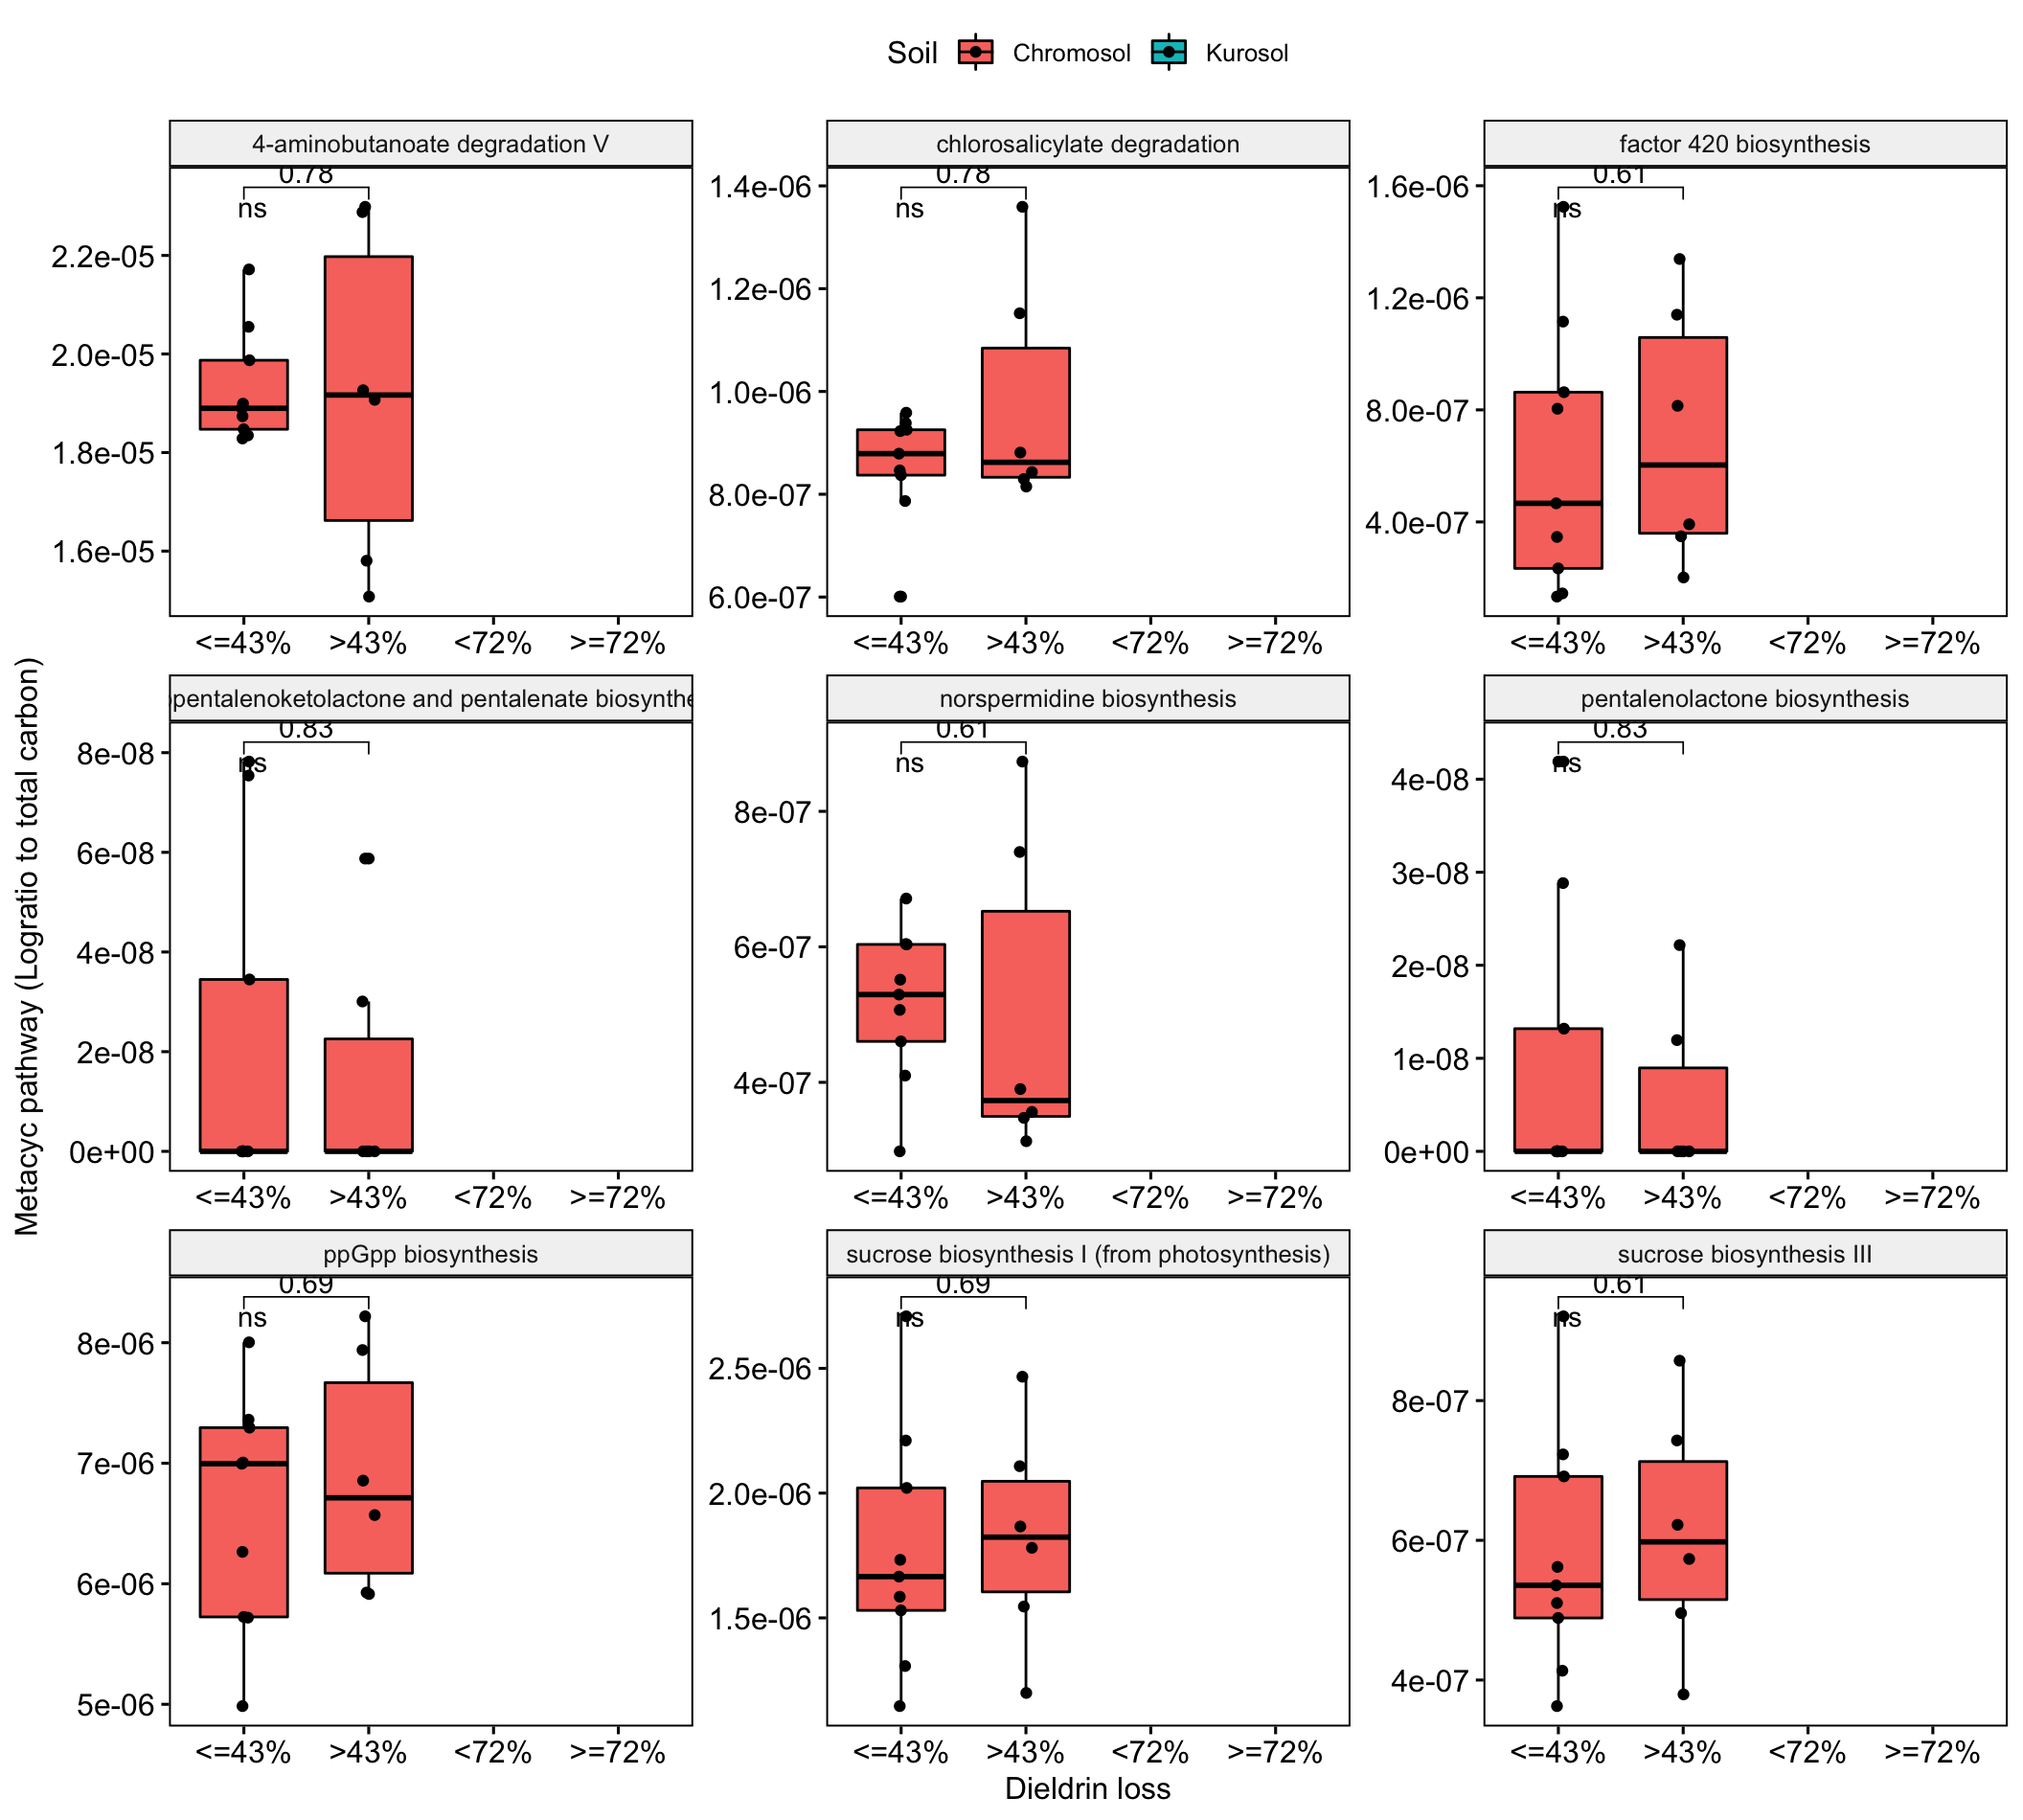 Soil Chromosol Kurosol
4-aminobutanoate degradation V
0.78
ns
2.2e-05
2.0e-05
1.8e-05
1.6e-05
<=43% >43% <72% >=72%
chlorosalicylate degradation
0.78
ns
1.4e-06
1.2e-06
1.0e-06
8.0e-07
6.0e-07
<=43% >43% <72% >=72%
factor 420 biosynthesis
0.61
ns
1.6e-06
1.2e-06
8.0e-07
4.0e-07
<=43% >43% <72% >=72%
Metacyc pathway (Logratio to total carbon)
opentalenoketolactone and pentalenate biosynthe
0.83
ns
8e-08
6e-08
4e-08
2e-08
0e+00
<=43% >43% <72% >=72%
norspermidine biosynthesis
0.61
ns
8e-07
6e-07
4e-07
<=43% >43% <72% >=72%
pentalenolactone biosynthesis
0.83
ns
4e-08
3e-08
2e-08
1e-08
0e+00
<=43% >43% <72% >=72%
ppGpp biosynthesis
0.69
ns
8e-06
7e-06
6e-06
5e-06
<=43% >43% <72% >=72%
sucrose biosynthesis I (from photosynthesis)
0.69
ns
2.5e-06
2.0e-06
1.5e-06
<=43% >43% <72% >=72%
sucrose biosynthesis III
0.61
ns
8e-07
6e-07
4e-07
<=43% >43% <72% >=72%
Dieldrin loss